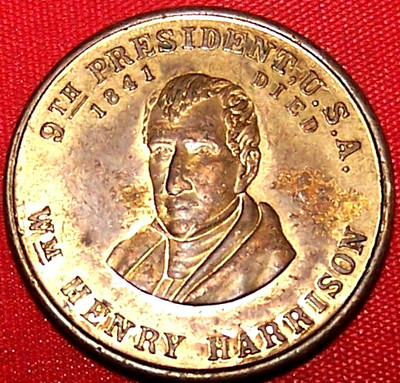 9TH PRESIDENT, U.S.A.
1841 DIED
WM HENRY HARRISON